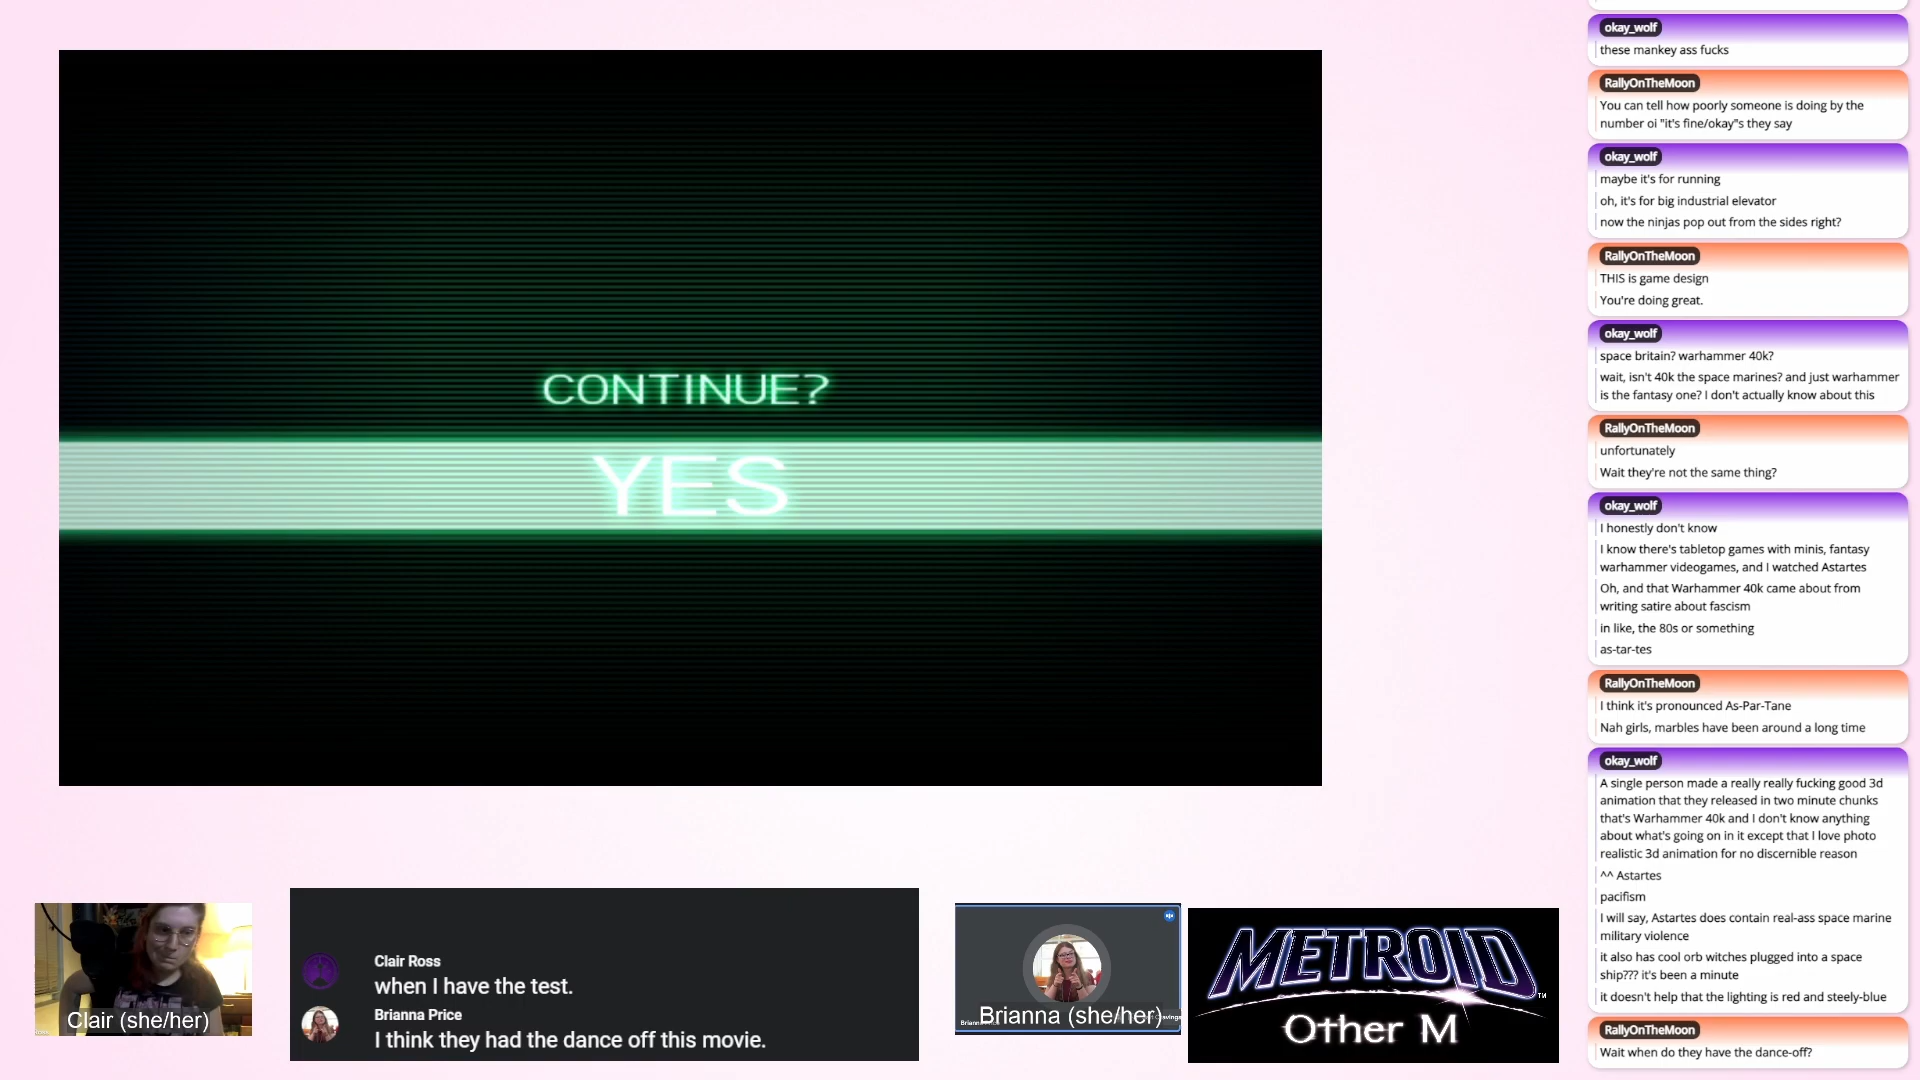 CONTINUE?
YES
okay_wolf
these mankey ass fucks
RallyOnTheMoon
You can tell how poorly someone is doing by the
number oi "it's fine/okay"s they say
okay_wolf
maybe it's for running
oh, it's for big industrial elevator
now the ninjas pop out from the sides right?
RallyOnTheMoon
THIS is game design
You're doing great.
okay_wolf
space britain? warhammer 40k?
wait, isn't 40k the space marines? and just warhammer
is the fantasy one? I don't actually know about this
RallyOnTheMoon
unfortunately
Wait they're not the same thing?
okay_wolf
I honestly don't know
I know there's tabletop games with minis, fantasy
warhammer videogames, and I watched Astartes
Oh, and that Warhammer 40k came about from
writing satire about fascism
in like, the 80s or something
as-tar-tes
RallyOnTheMoon
I think it's pronounced As-Par-Tane
Nah girls, marbles have been around a long time
okay_wolf
A single person made a really really fucking good 3d
animation that they released in two minute chunks
that's Warhammer 40k and I don't know anything
about what's going on in it except that I love photo
realistic 3d animation for no discernible reason
^^ Astartes
pacifism
I will say, Astartes does contain real-ass space marine
military violence
it also has cool orb witches plugged into a space
ship??? it's been a minute
it doesn't help that the lighting is red and steely-blue
RallyOnTheMoon
Wait when do they have the dance-off?
Clair (she/her)
Clair Ross
when I have the test.
Brianna Price
I think they had the dance off this movie.
Brianna (she/her)
METROID
TM
Other M